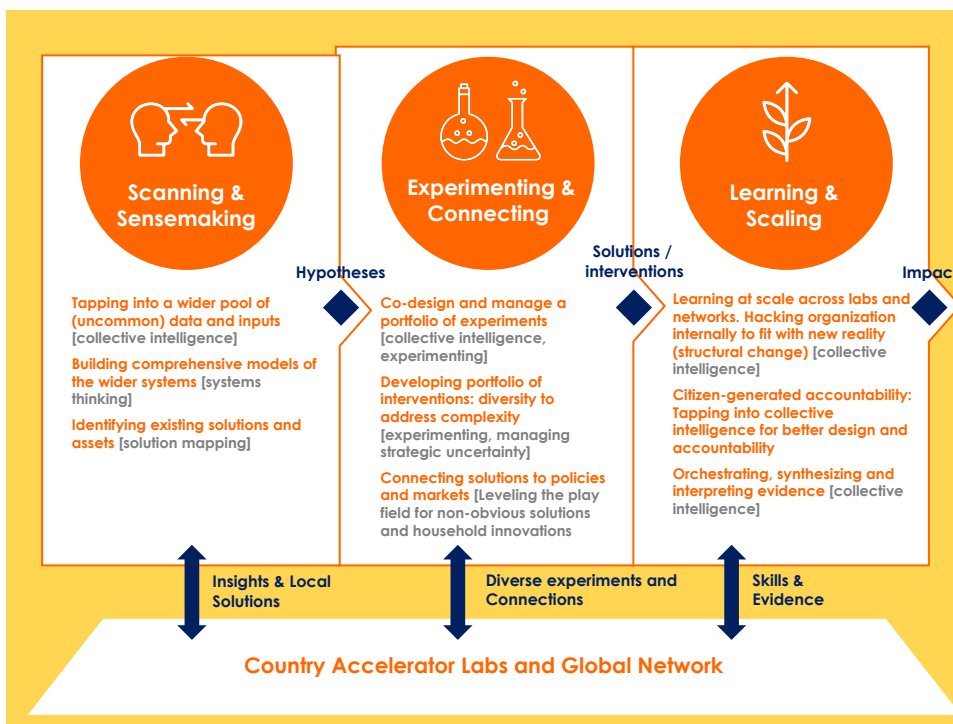 Scanning &
Sensemaking
Hypotheses
Tapping into a wider pool of
(uncommon) data and inputs
[collective intelligence]
Building comprehensive models of
the wider systems [systems
thinking]
Identifying existing solutions and
assets [solution mapping]
Experimenting &
Connecting
Solutions /
interventions
Co-design and manage a
portfolio of experiments
[collective intelligence,
experimenting]
Developing portfolio of
interventions: diversity to
address complexity
[experimenting, managing
strategic uncertainty]
Connecting solutions to policies
and markets [Leveling the play
field for non-obvious solutions
and household innovations
Learning &
Scaling
Impac
Learning at scale across labs and
networks. Hacking organization
internally to fit with new reality
(structural change) [collective
intelligence]
Citizen-generated accountability:
Tapping into collective
intelligence for better design and
accountability
Orchestrating, synthesizing and
interpreting evidence [collective
intelligence]
Insights & Local
Solutions
Diverse experiments and
Connections
Skills &
Evidence
Country Accelerator Labs and Global Network